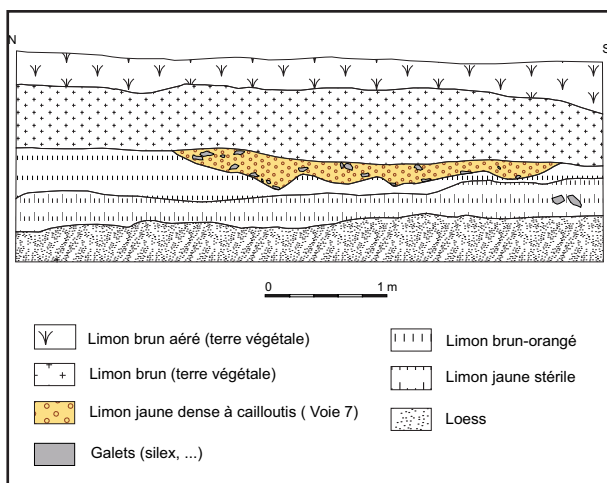 N S
0 1 m
Limon brun aéré (terre végétale)
Limon brun (terre végétale)
Limon jaune dense à cailloutis ( Voie 7)
Galets (silex, ...)
Limon brun-orangé
Limon jaune stérile
Loess